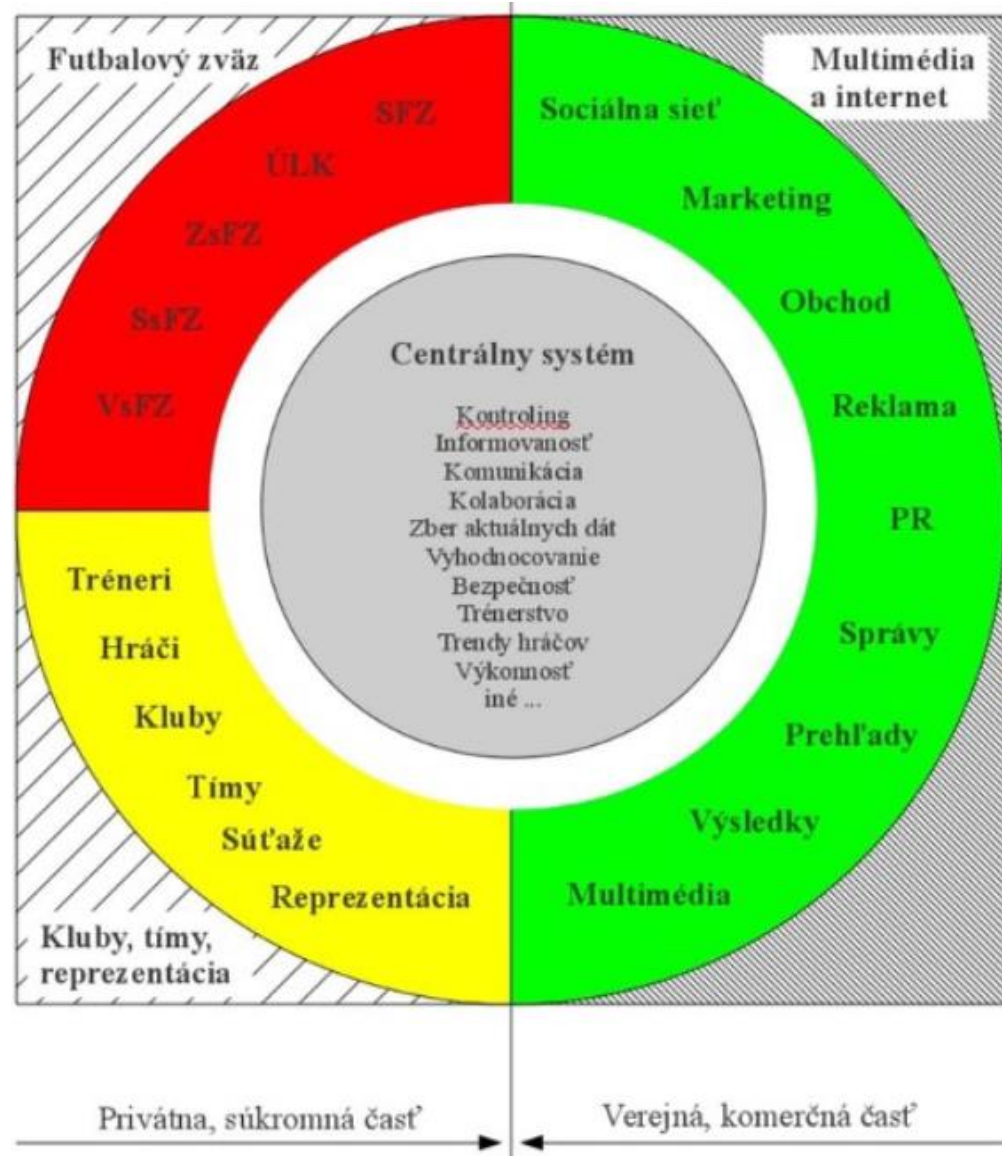 Futbalový zväz
SFZ
ÚLK
ZsFZ
SsFZ
VsFZ
Multimédia
a internet
Sociálna sieť
Marketing
Obchod
Reklama
PR
Správy
Prehľady
Výsledky
Multimédia
Centrálny systém
Kontroling
Informovanosť
Komunikácia
Kolaborácia
Zber aktuálnych dát
Vyhodnocovanie
Bezpečnosť
Trénerstvo
Trendy hráčov
Výkonnosť
iné ...
Tréneri
Hráči
Kluby
Tímy
Súťaže
Reprezentácia
Kluby, tímy,
reprezentácia
Privátna, súkromná časť
Verejná, komerčná časť